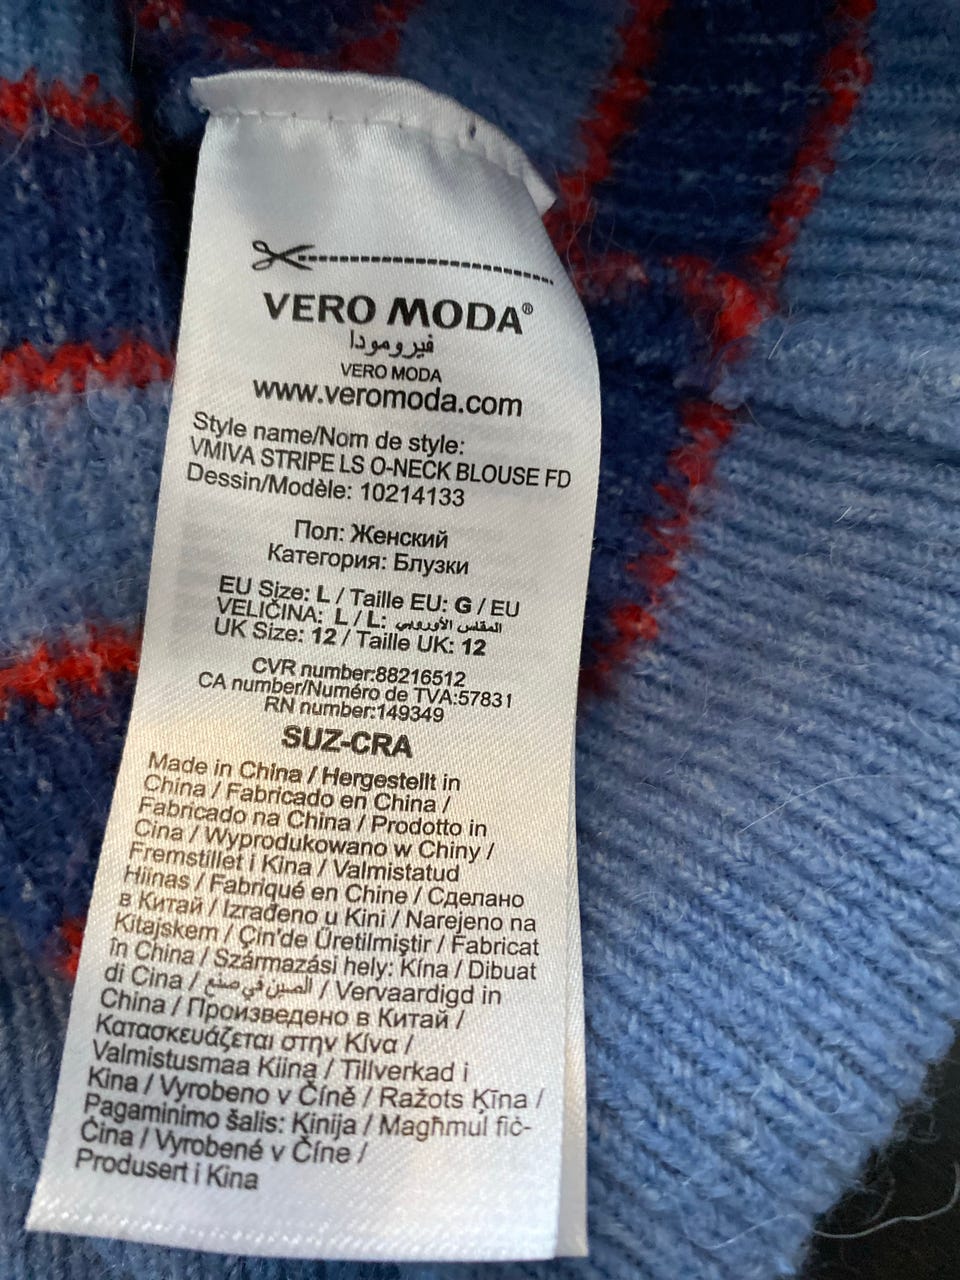 VERO MODA®
فيرومودا
VERO MODA
www.veromoda.com
Style name/Nom de style:
VMIVA STRIPE LS O-NECK BLOUSE FD
Dessin/Modèle: 10214133
Пол: Женский
Категория: Блузки
EU Size: L / Taille EU: G / EU
VELIČINA: L / L: المقاس الأوروبي
UK Size: 12 / Taille UK: 12
CVR number:88216512
CA number/Numéro de TVA:57831
RN number:149349
SUZ-CRA
Made in China / Hergestellt in
China / Fabricado en China /
Fabricado na China / Prodotto in
Cina / Wyprodukowano w Chiny /
Fremstillet i Kina / Valmistatud
Hiinas / Fabriqué en Chine / Сделано
в Китай / Izrađeno u Kini / Narejeno na
Kitajskem / Çin'de Üretilmiştir / Fabricat
în China / Származási hely: Kína / Dibuat
di Cina / الصين في صنع / Vervaardigd in
China / Произведено в Китай /
Κατασκευάζεται στην Κίνα /
Valmistusmaa Kiina / Tillverkad i
Kina / Vyrobeno v Číně / Ražots Ķīna /
Pagaminimo šalis: Kinija / Magħmul fiċ-
Ċina / Vyrobené v Číne /
Produsert i Kina